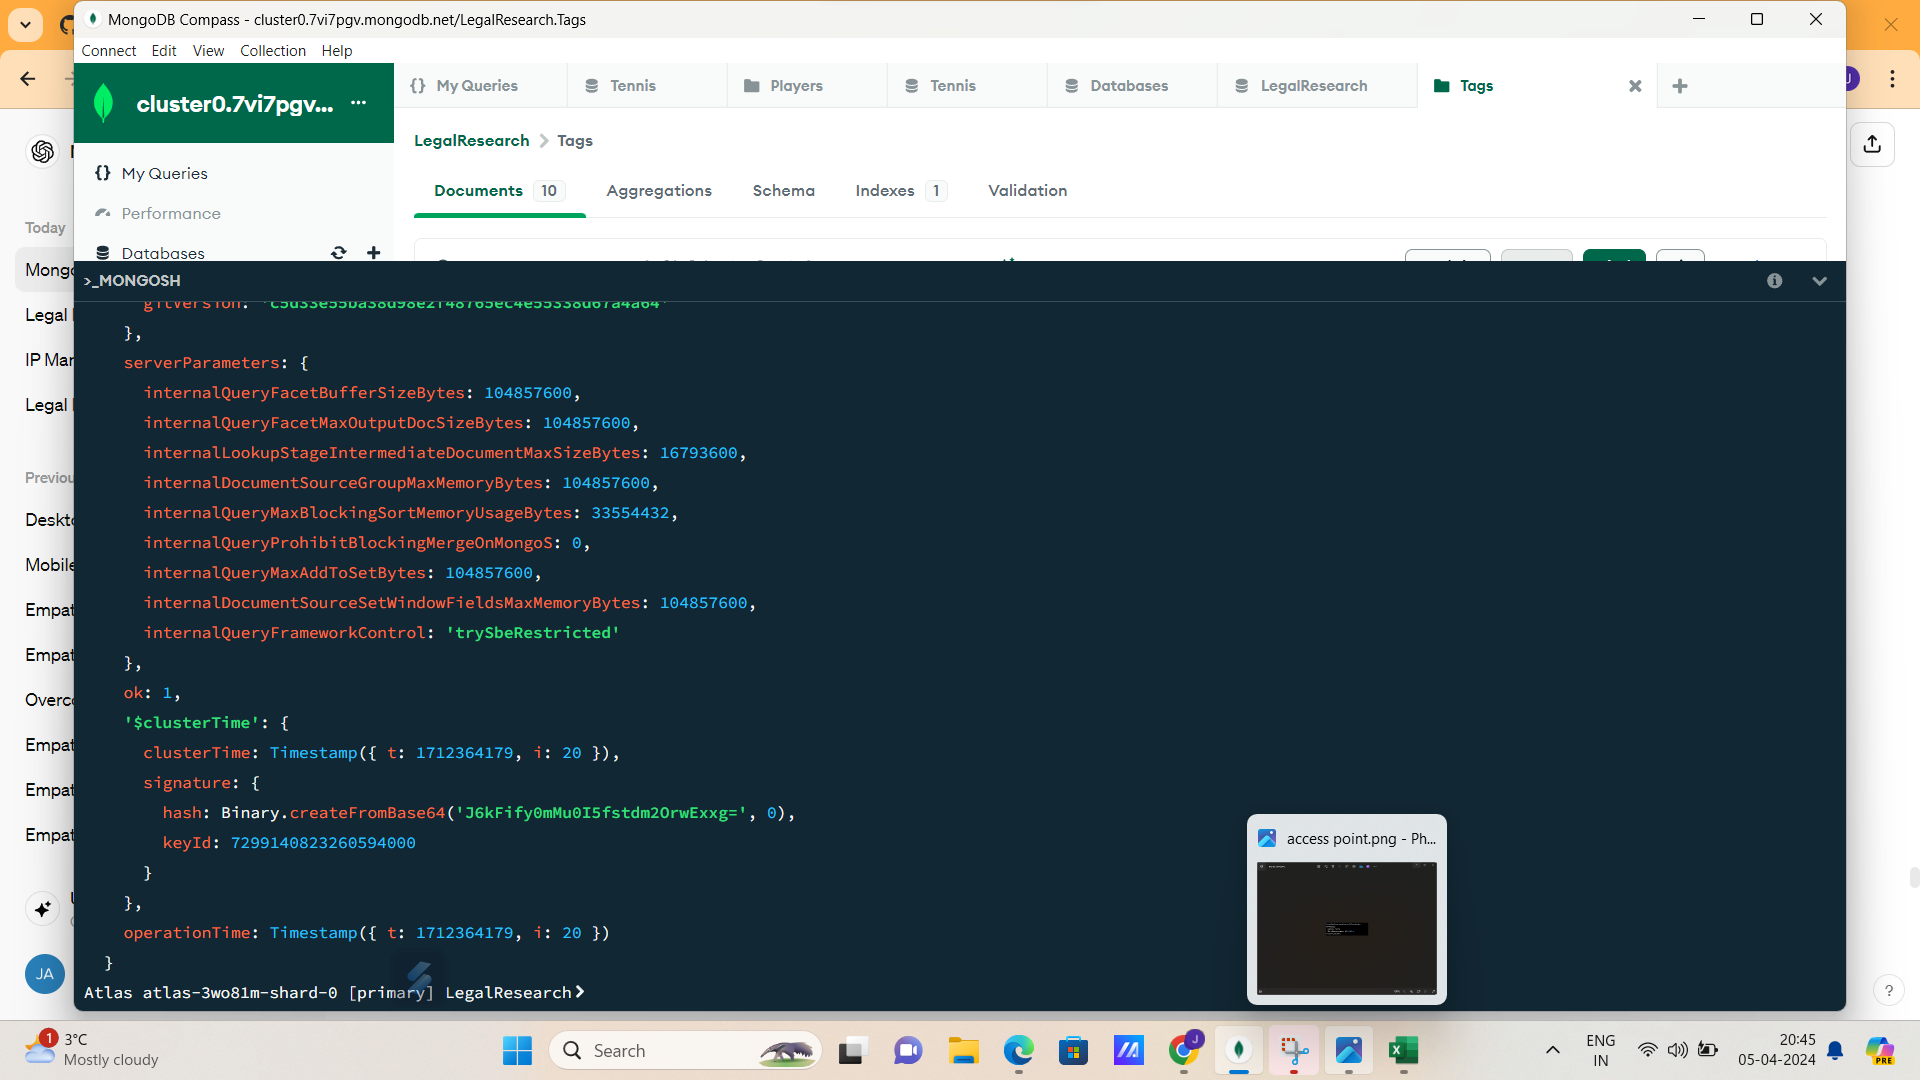 MongoDB Compass - cluster0.7vi7pgv.mongodb.net/LegalResearch.Tags
Connect Edit View Collection Help
cluster0.7vi7pgv... ...
{} My Queries Tennis Players Tennis Databases LegalResearch Tags
LegalResearch > Tags
{} My Queries
Performance
Databases
Documents 10 Aggregations Schema Indexes 1 Validation
Today
Mongo
Legal
IP Mar
Legal
Previou
Deskto
Mobile
Empat
Empat
Overco
Empat
Empat
Empat
JA
>_MONGOSH
gitVersion: 'c5d33e55ba38d98e2f48765ec4e55338d67a4a64'
},
serverParameters: {
internalQueryFacetBufferSizeBytes: 104857600,
internalQueryFacetMaxOutputDocSizeBytes: 104857600,
internalLookupStageIntermediateDocumentMaxSizeBytes: 16793600,
internalDocumentSourceGroupMaxMemoryBytes: 104857600,
internalQueryMaxBlockingSortMemoryUsageBytes: 33554432,
internalQueryProhibitBlockingMergeOnMongoS: 0,
internalQueryMaxAddToSetBytes: 104857600,
internalDocumentSourceSetWindowFieldsMaxMemoryBytes: 104857600,
internalQueryFrameworkControl: 'trySbeRestricted'
},
ok: 1,
'$clusterTime': {
clusterTime: Timestamp({ t: 1712364179, i: 20 }),
signature: {
hash: Binary.createFromBase64('J6kFify0mMu0I5fstdm2OrwExxg=', 0),
keyId: 7299140823260594000
}
},
operationTime: Timestamp({ t: 1712364179, i: 20 })
}
Atlas atlas-3wo81m-shard-0 [primary] LegalResearch>
access point.png - Ph...
?
1
3°C
Mostly cloudy
Search
J
ENG
IN
20:45
05-04-2024
PRE